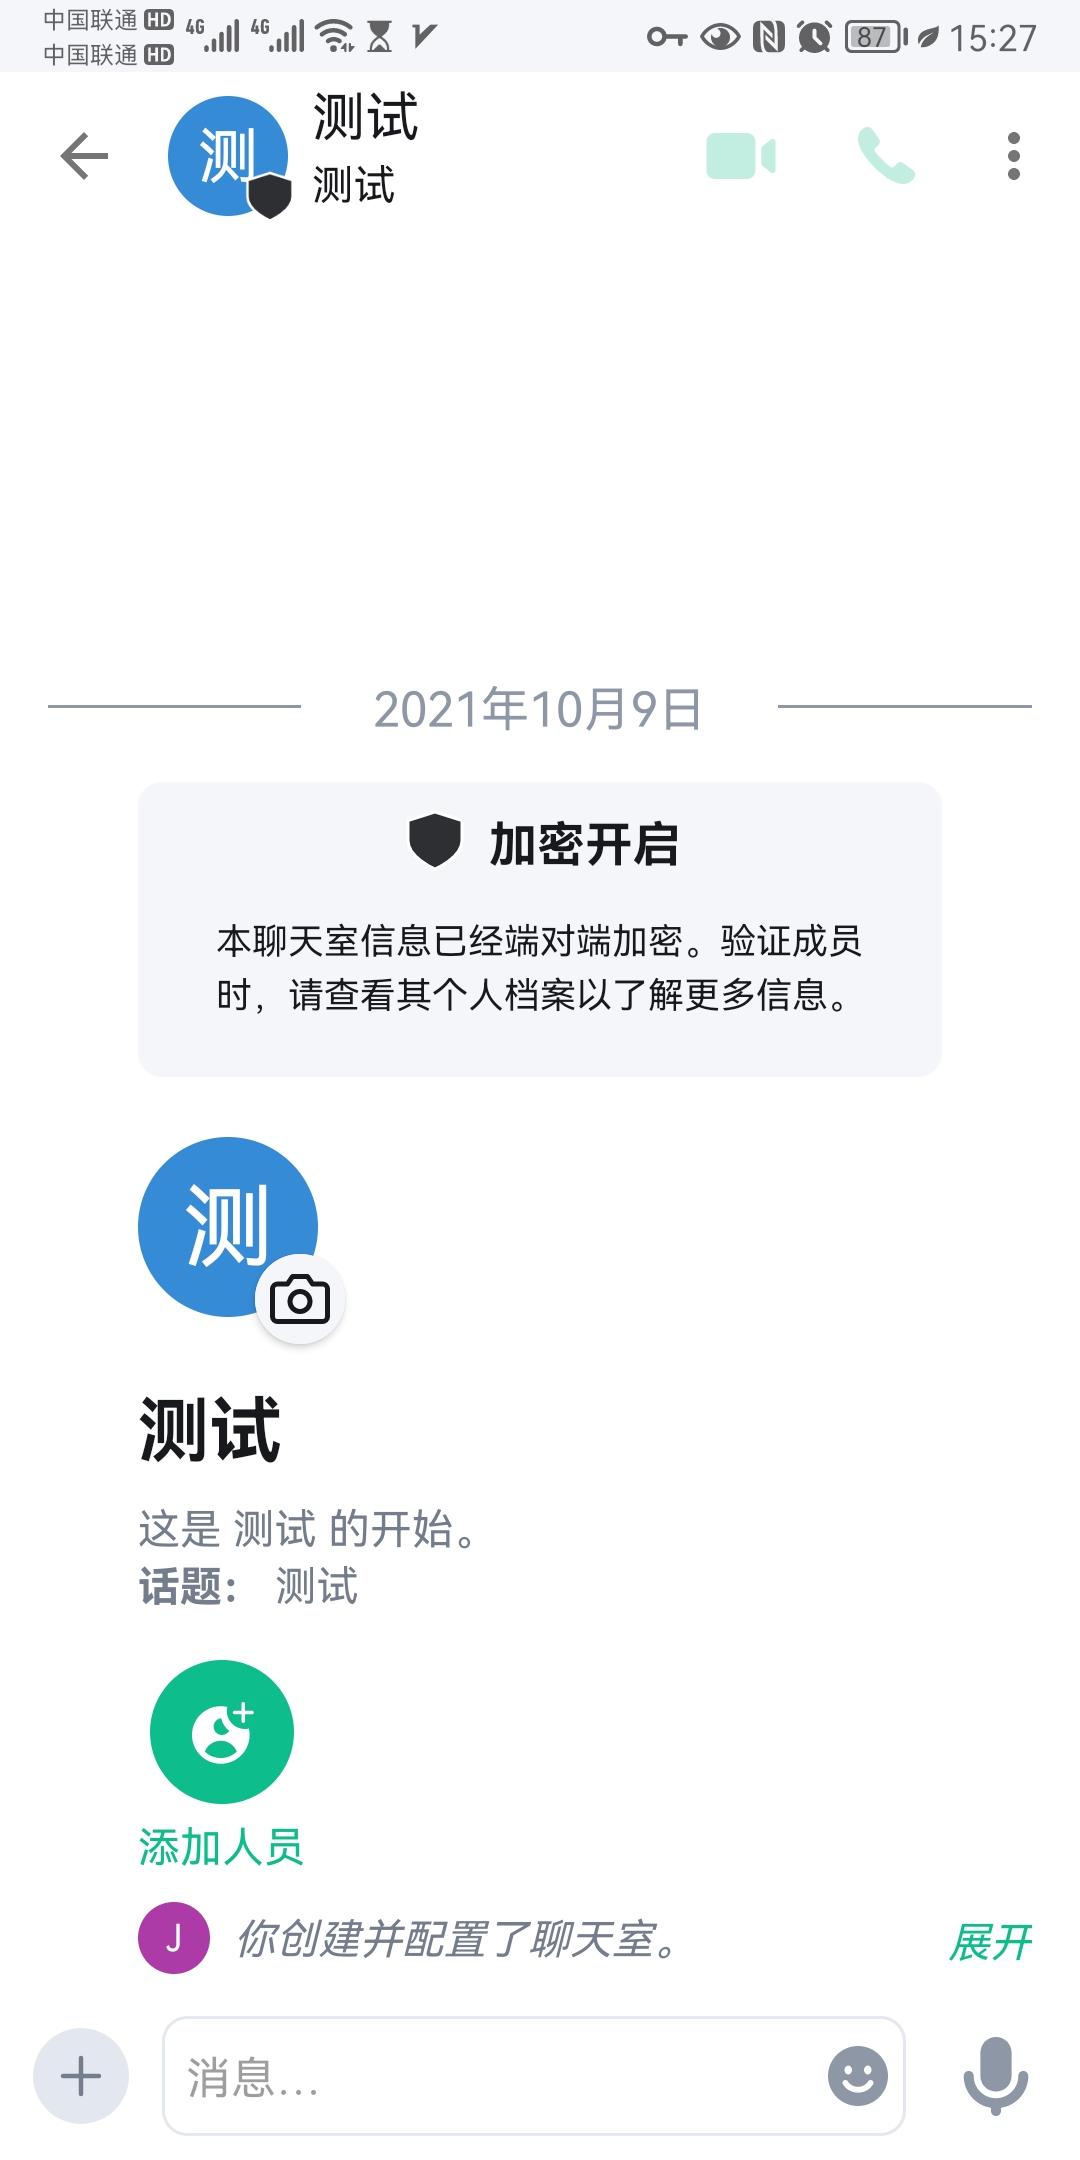 中国联通 HD 4G 4G 87 15:27
中国联通 HD
测
测试
测试
2021年10月9日
加密开启
本聊天室信息已经端对端加密。验证成员
时，请查看其个人档案以了解更多信息。
测
测试
这是 测试 的开始。
话题： 测试
添加人员
J 你创建并配置了聊天室。 展开
消息…